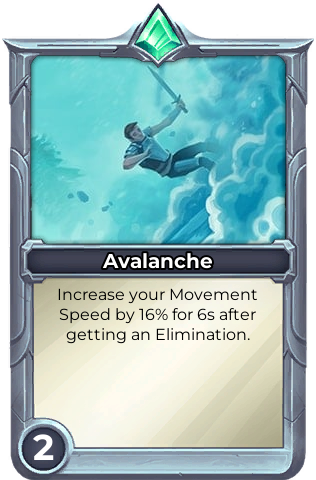 Avalanche
Increase your Movement
Speed by 16% for 6s after
getting an Elimination.
2